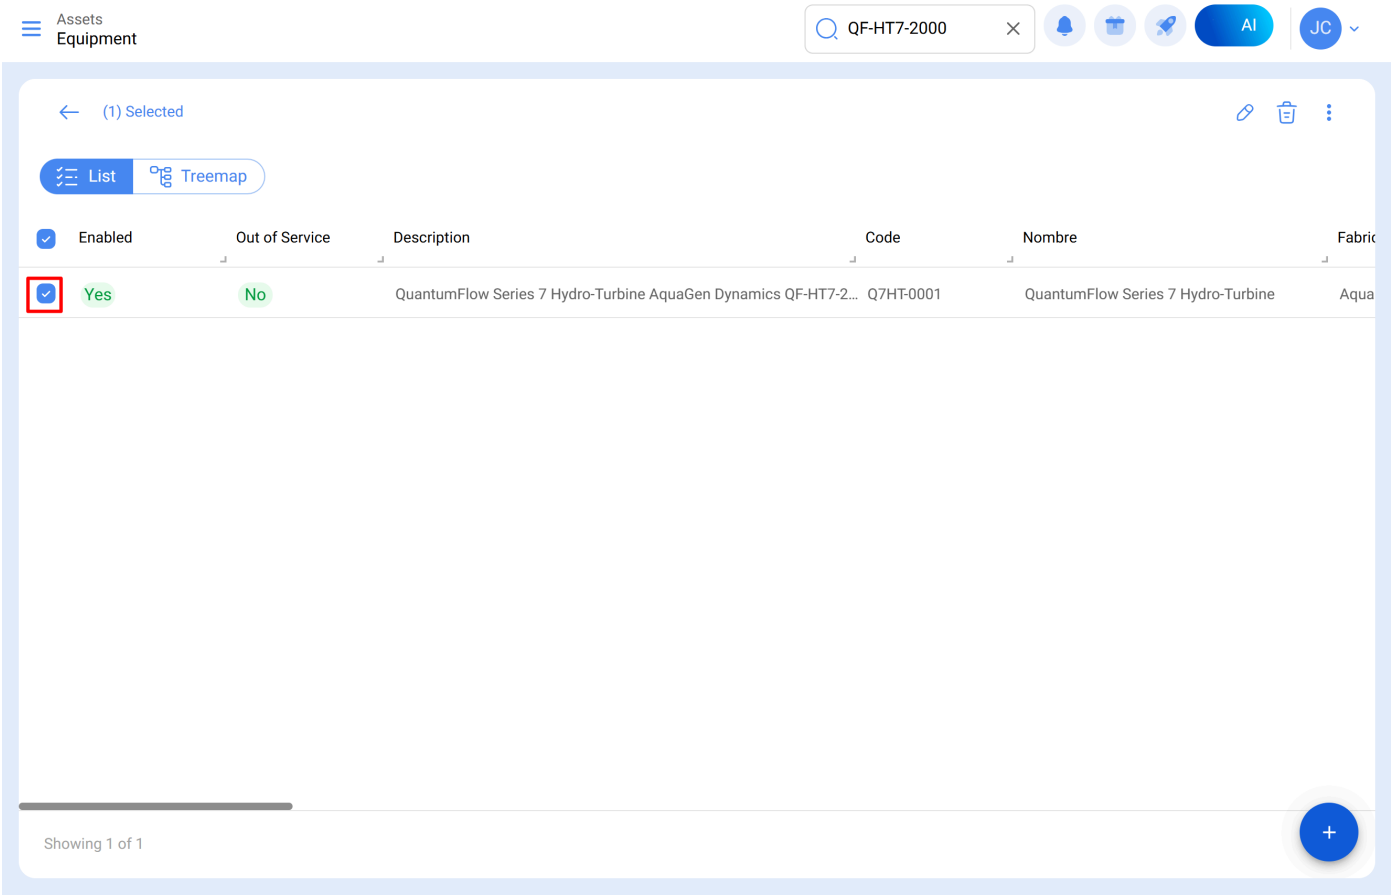 Assets
Equipment
QF-HT7-2000
AI
JC
(1) Selected
List
Treemap
Enabled
Out of Service
Description
Code
Nombre
Fabric
Yes
No
QuantumFlow Series 7 Hydro-Turbine AquaGen Dynamics QF-HT7-2...
Q7HT-0001
QuantumFlow Series 7 Hydro-Turbine
Aqua
Showing 1 of 1